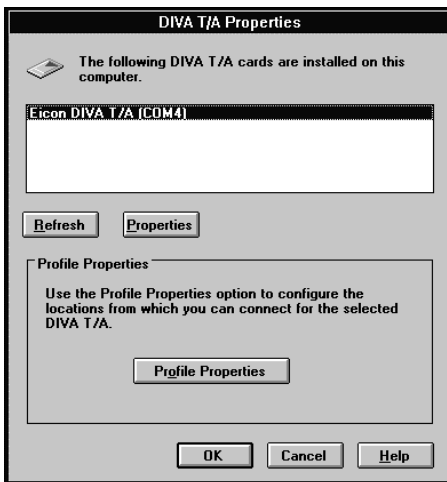 DIVA T/A Properties
The following DIVA T/A cards are installed on this
computer.
Eicon DIVA T/A (COM4)
Refresh Properties
Profile Properties
Use the Profile Properties option to configure the
locations from which you can connect for the selected
DIVA T/A.
Profile Properties
OK Cancel Help